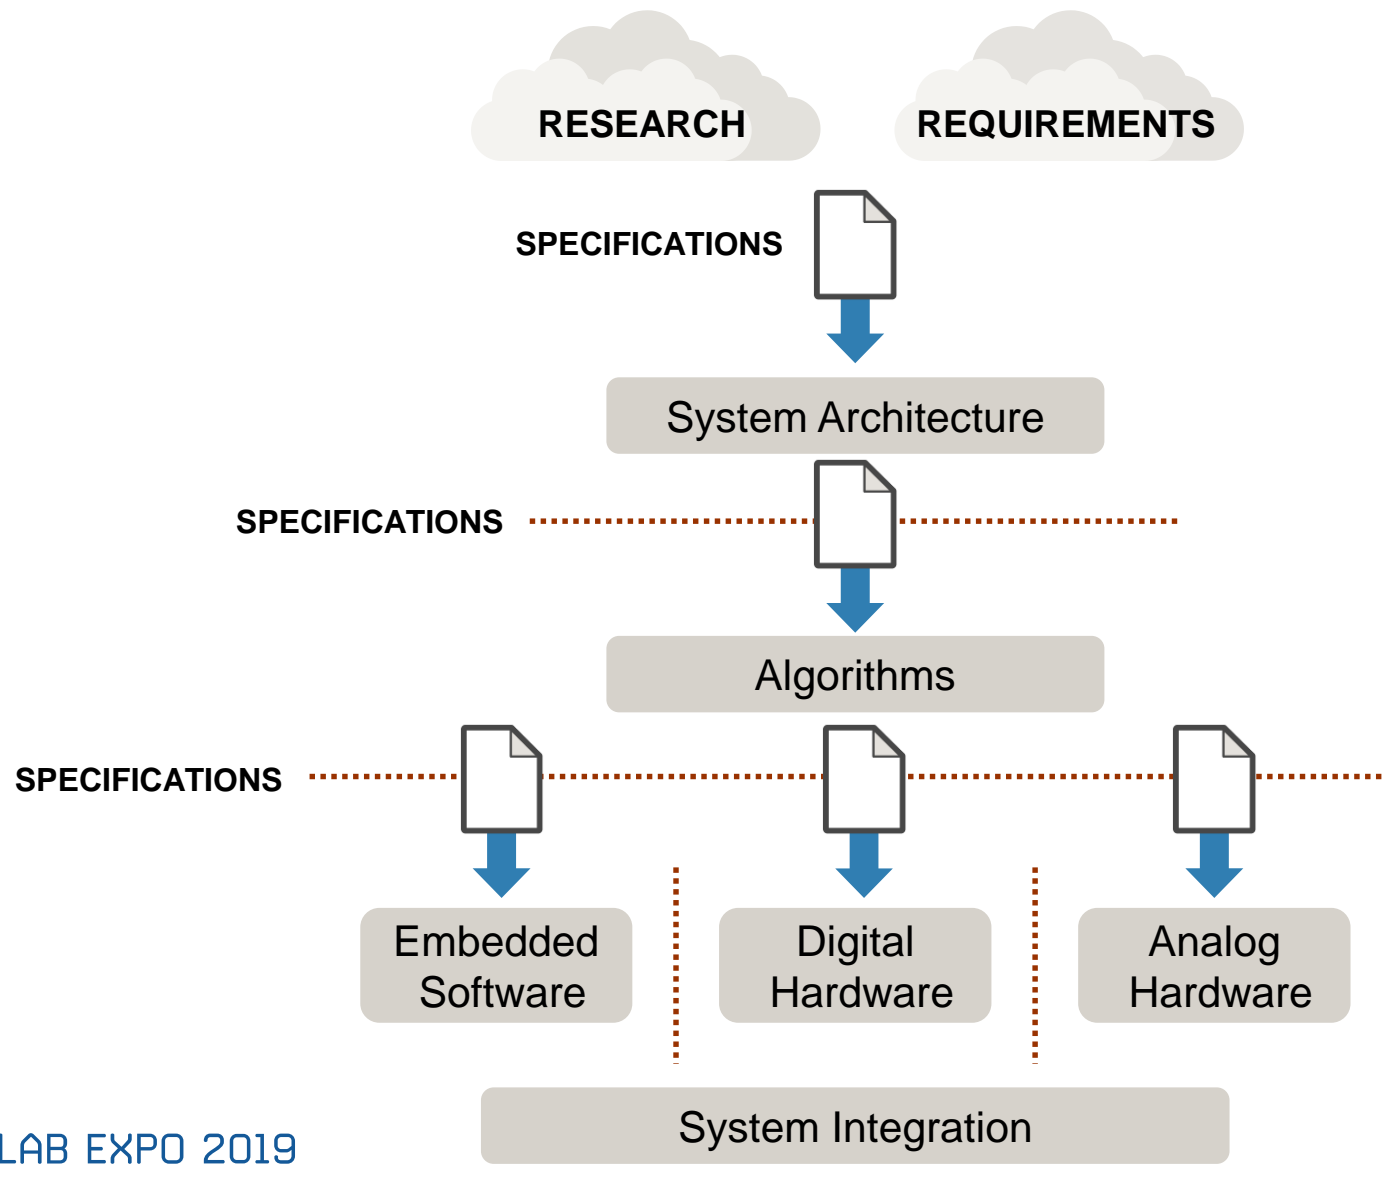 RESEARCH
REQUIREMENTS
SPECIFICATIONS
System Architecture
SPECIFICATIONS
Algorithms
SPECIFICATIONS
Embedded
Software
Digital
Hardware
Analog
Hardware
System Integration
LAB EXPO 2019